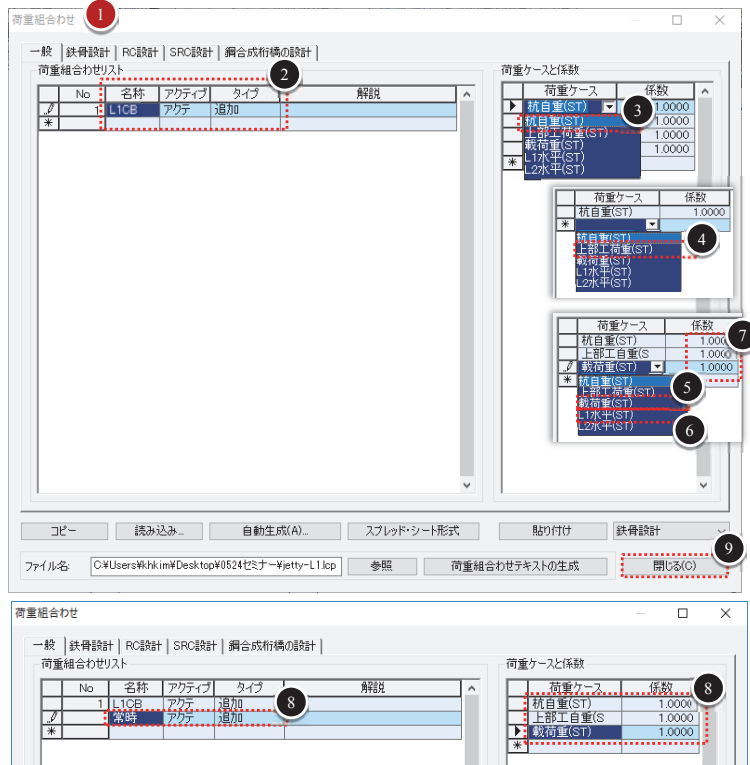 荷重組合わせ 1
一般 鉄骨設計 RC設計 SRC設計 鋼合成桁橋の設計
荷重組合わせリスト 2
No 名称 アクティブ タイプ 解説
1 L1CB アクテ 追加
*
荷重ケースと係数
荷重ケース 係数
杭自重(ST) 3 1.0000
杭自重(ST) 1.0000
上部工荷重(ST) 1.0000
載荷重(ST) 1.0000
* L1水平(ST)
L2水平(ST)
荷重ケース 係数
杭自重(ST) 1.0000
*
杭自重(ST) 4
上部工荷重(ST)
載荷重(ST)
L1水平(ST)
L2水平(ST)
荷重ケース 係数 7
杭自重(ST) 1.000
上部工自重(S 1.0000
載荷重(ST) 1.0000
* 杭自重(ST)
上部工荷重(ST) 5
載荷重(ST)
L1水平(ST)
L2水平(ST) 6
コピー 読み込み... 自動生成(A)... スプレッド・シート形式 貼り付け 鉄骨設計
ファイル名: C:¥Users¥khkim¥Desktop¥0524セミナー¥jetty-L1.lcp 参照 荷重組合わせテキストの生成 閉じる(C) 9
荷重組合わせ
一般 鉄骨設計 RC設計 SRC設計 鋼合成桁橋の設計
荷重組合わせリスト
No 名称 アクティブ タイプ 解説
1 L1CB アクテ 追加 8
常時 アクテ 追加
*
荷重ケースと係数
荷重ケース 係数 8
杭自重(ST) 1.0000
上部工自重(S 1.0000
載荷重(ST) 1.0000
*